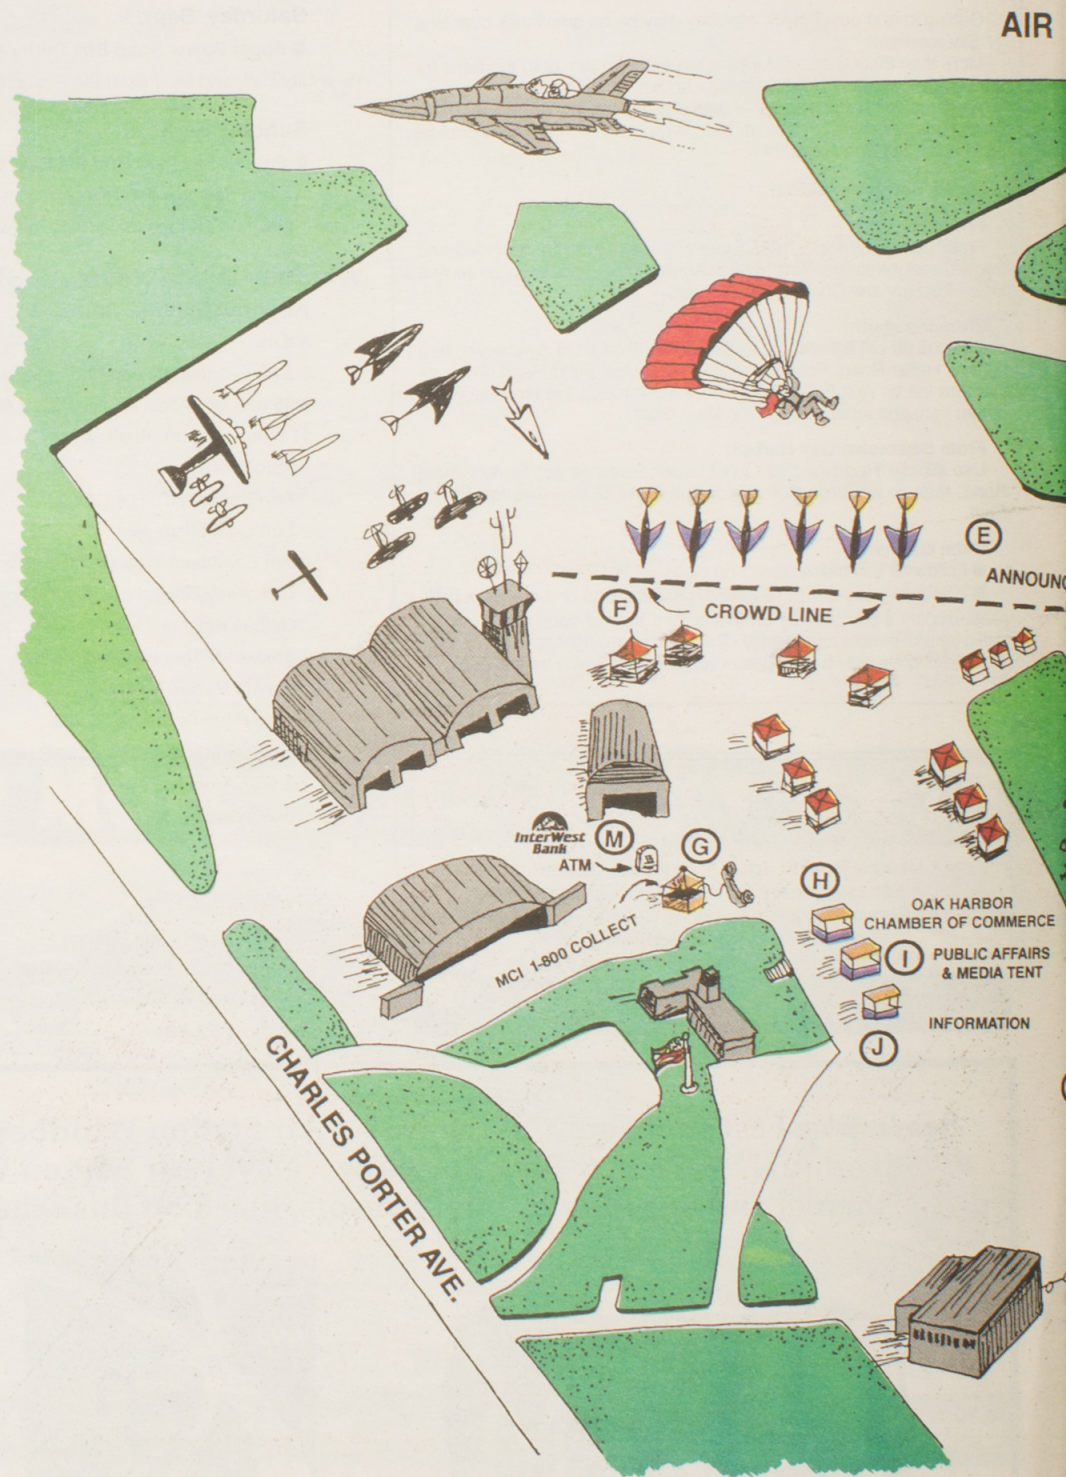 AIR
E
ANNOUNC
F
CROWD LINE
InterWest
Bank
M
ATM
G
MCI 1-800 COLLECT
H
OAK HARBOR
CHAMBER OF COMMERCE
I
PUBLIC AFFAIRS
& MEDIA TENT
INFORMATION
J
CHARLES PORTER AVE.